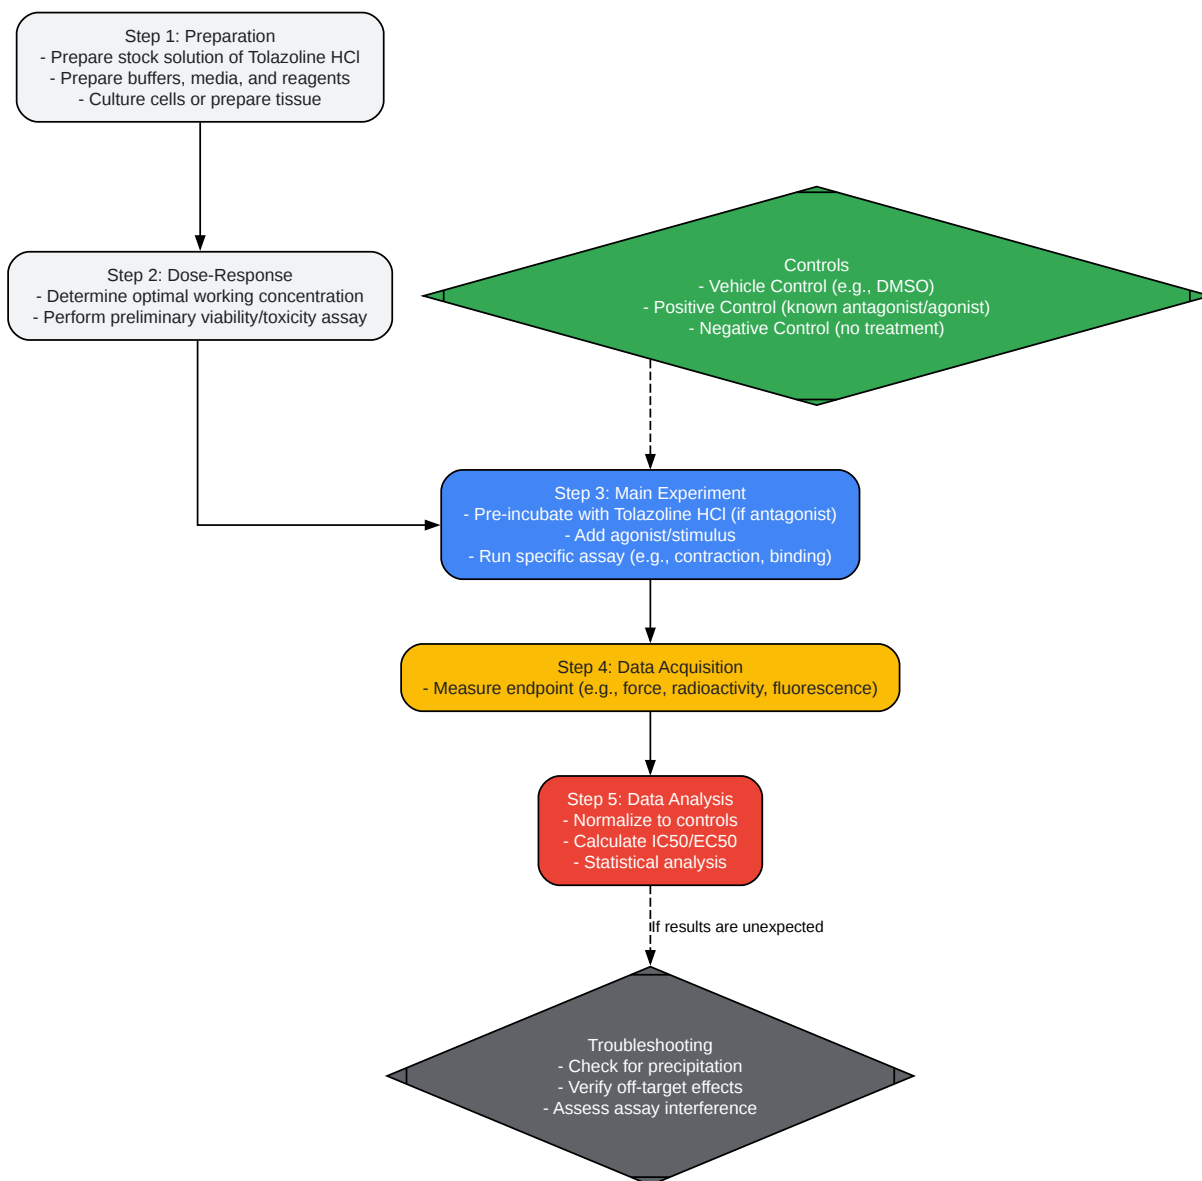 Step 1: Preparation
- Prepare stock solution of Tolazoline HCl
- Prepare buffers, media, and reagents
- Culture cells or prepare tissue
Step 2: Dose-Response
- Determine optimal working concentration
- Perform preliminary viability/toxicity assay
Controls
- Vehicle Control (e.g., DMSO)
- Positive Control (known antagonist/agonist)
- Negative Control (no treatment)
Step 3: Main Experiment
- Pre-incubate with Tolazoline HCl (if antagonist)
- Add agonist/stimulus
- Run specific assay (e.g., contraction, binding)
Step 4: Data Acquisition
- Measure endpoint (e.g., force, radioactivity, fluorescence)
Step 5: Data Analysis
- Normalize to controls
- Calculate IC50/EC50
- Statistical analysis
If results are unexpected
Troubleshooting
- Check for precipitation
- Verify off-target effects
- Assess assay interference